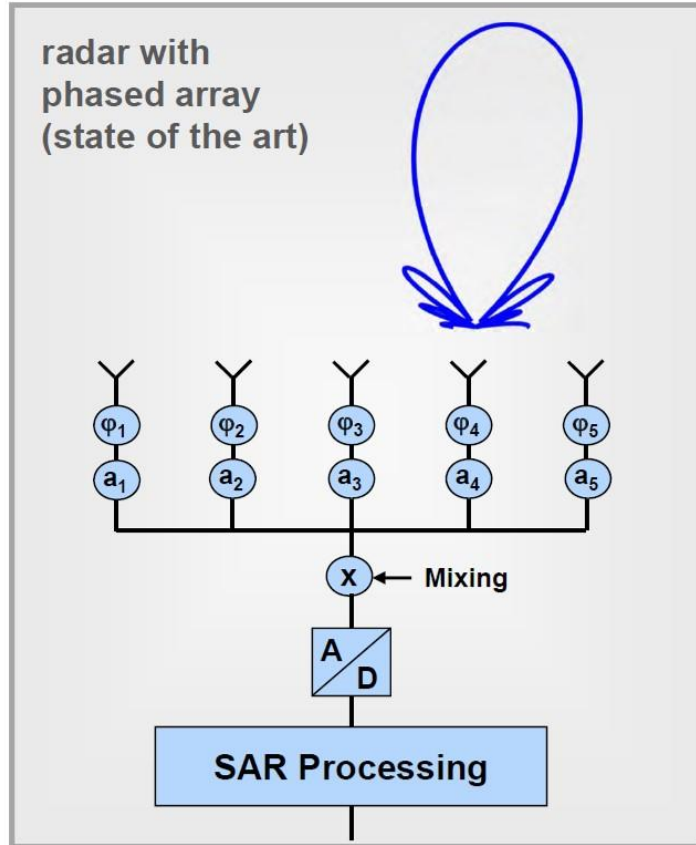 radar with
phased array
(state of the art)
φ₁ φ₂ φ₃ φ₄ φ₅
a₁ a₂ a₃ a₄ a₅
x Mixing
A
D
SAR Processing